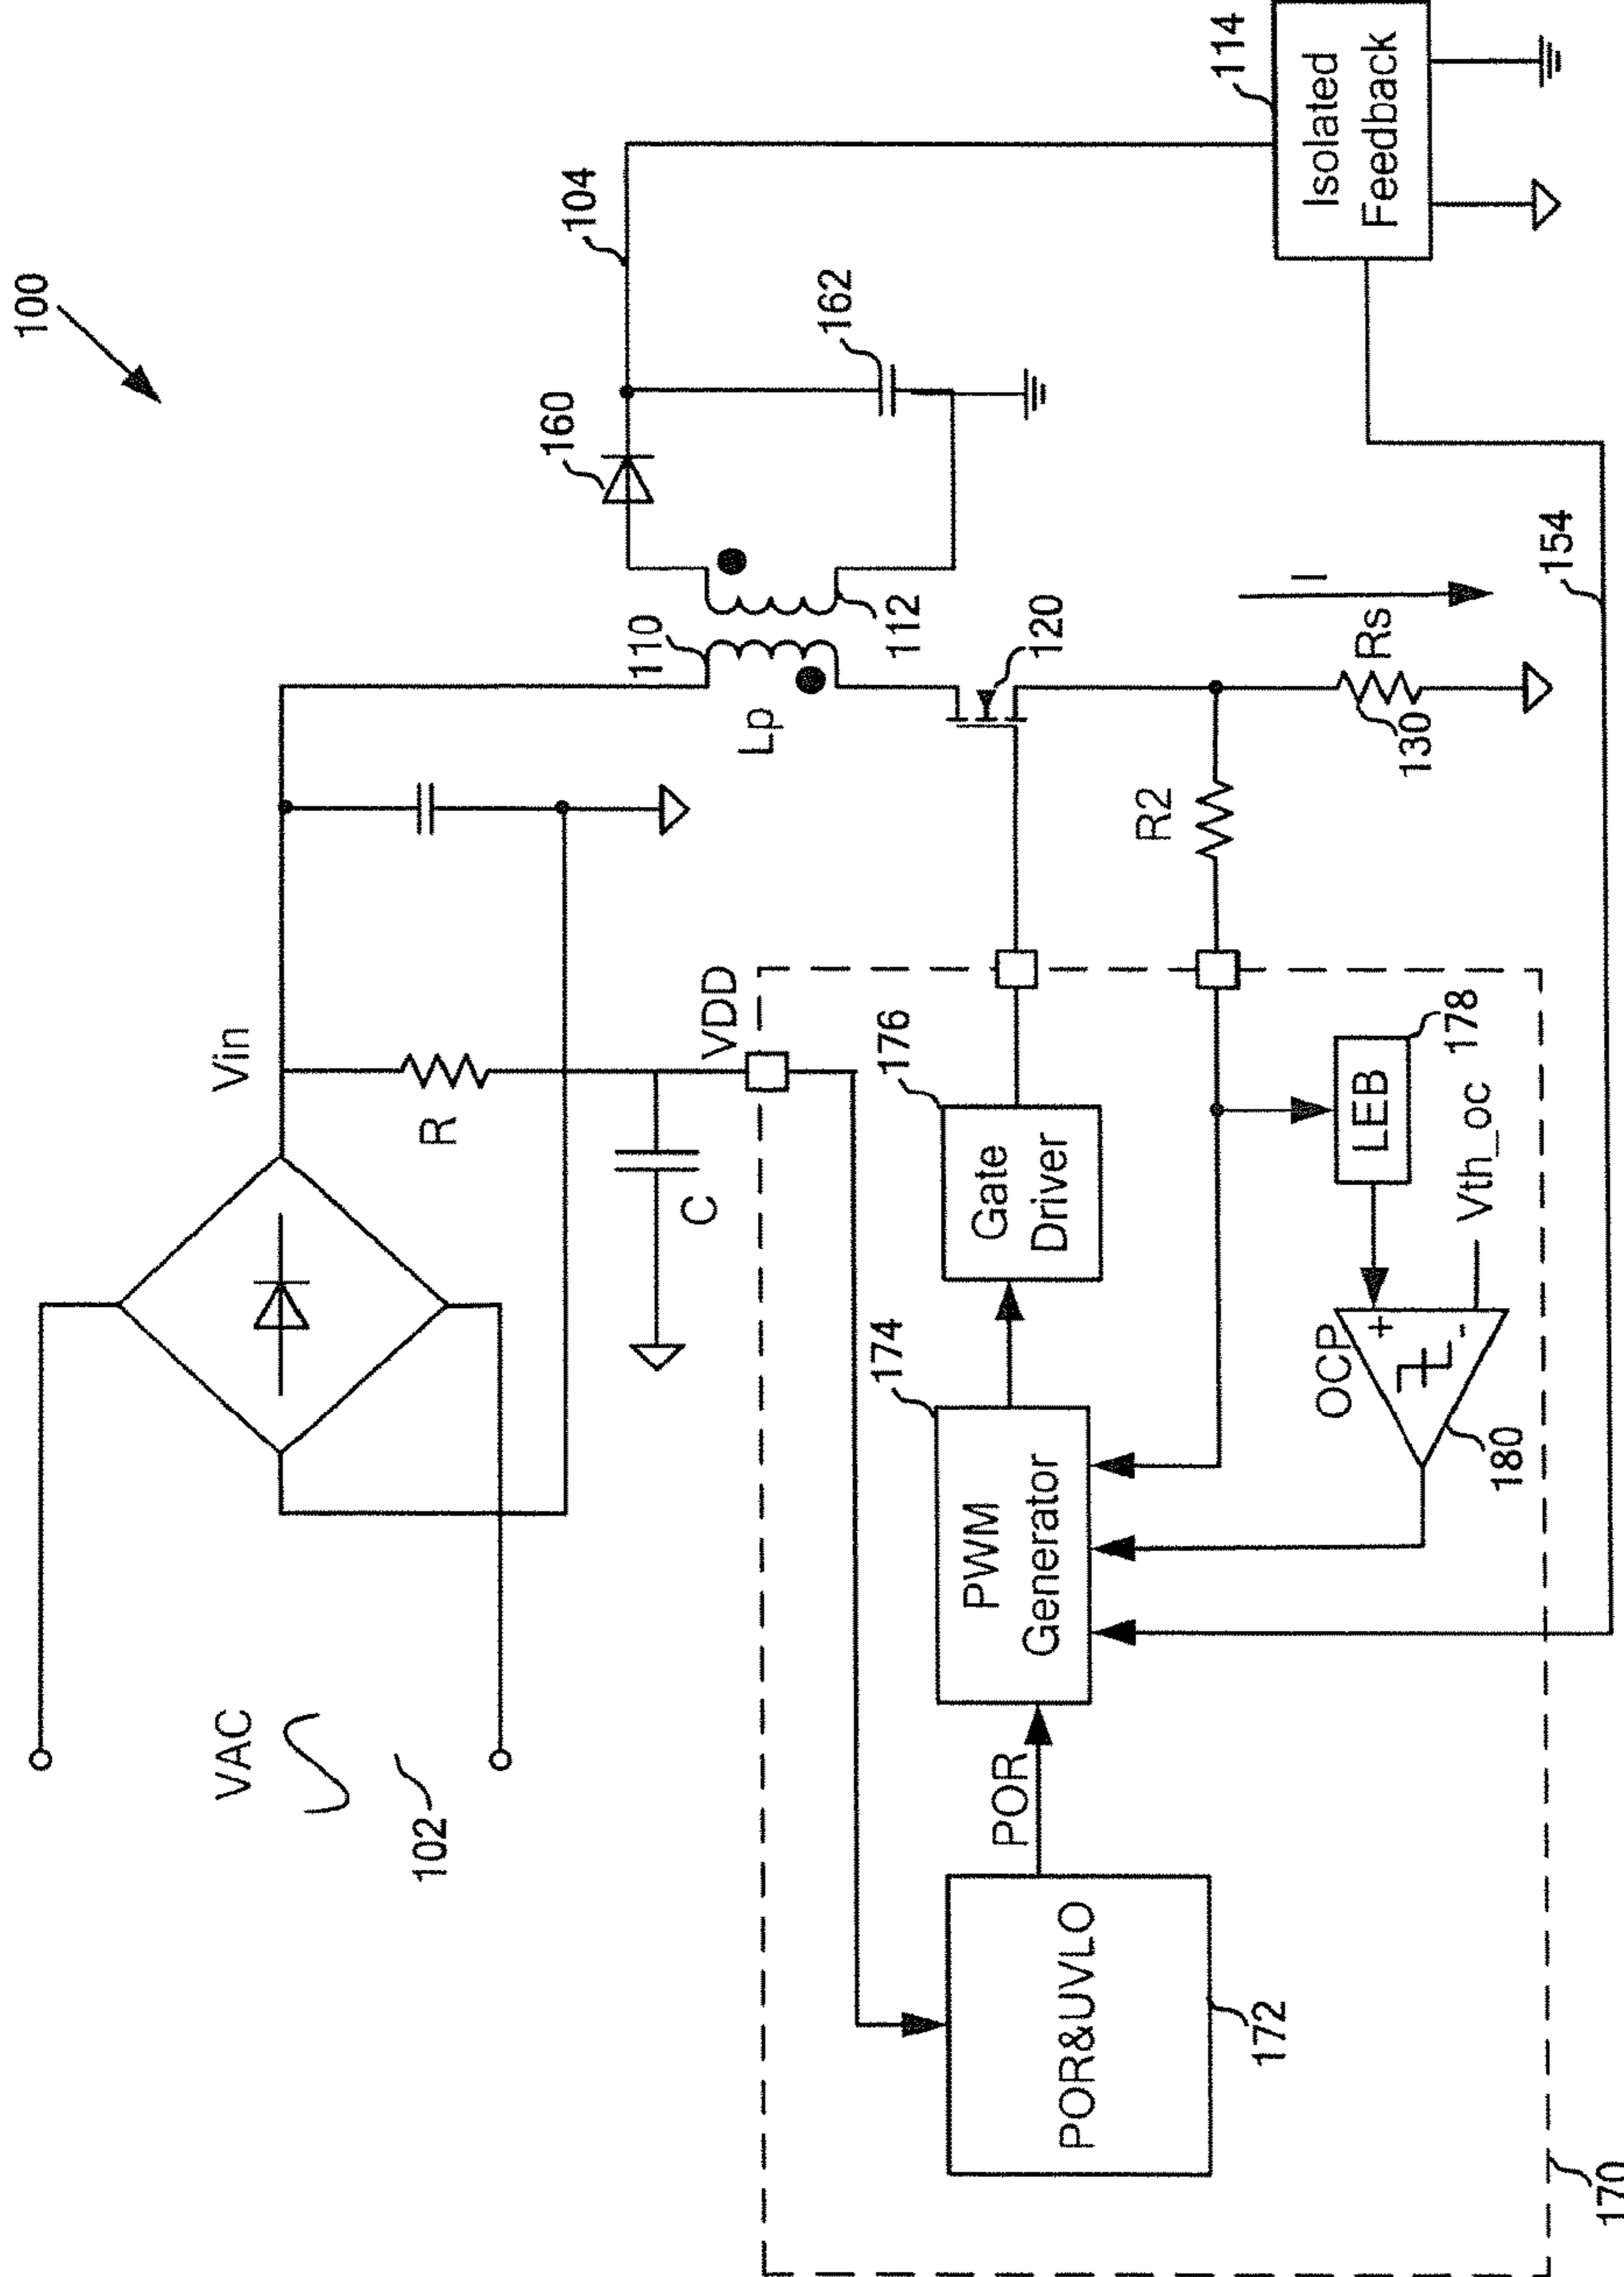 100
VAC
102
Vin
R
C
VDD
Lp
110
112
160
104
162
120
R2
I
Rs
130
114
Isolated
Feedback
154
176
Gate
Driver
174
PWM
Generator
POR
POR&UVLO
172
LEB
178
Vth_oc
OCP
+
-
180
170